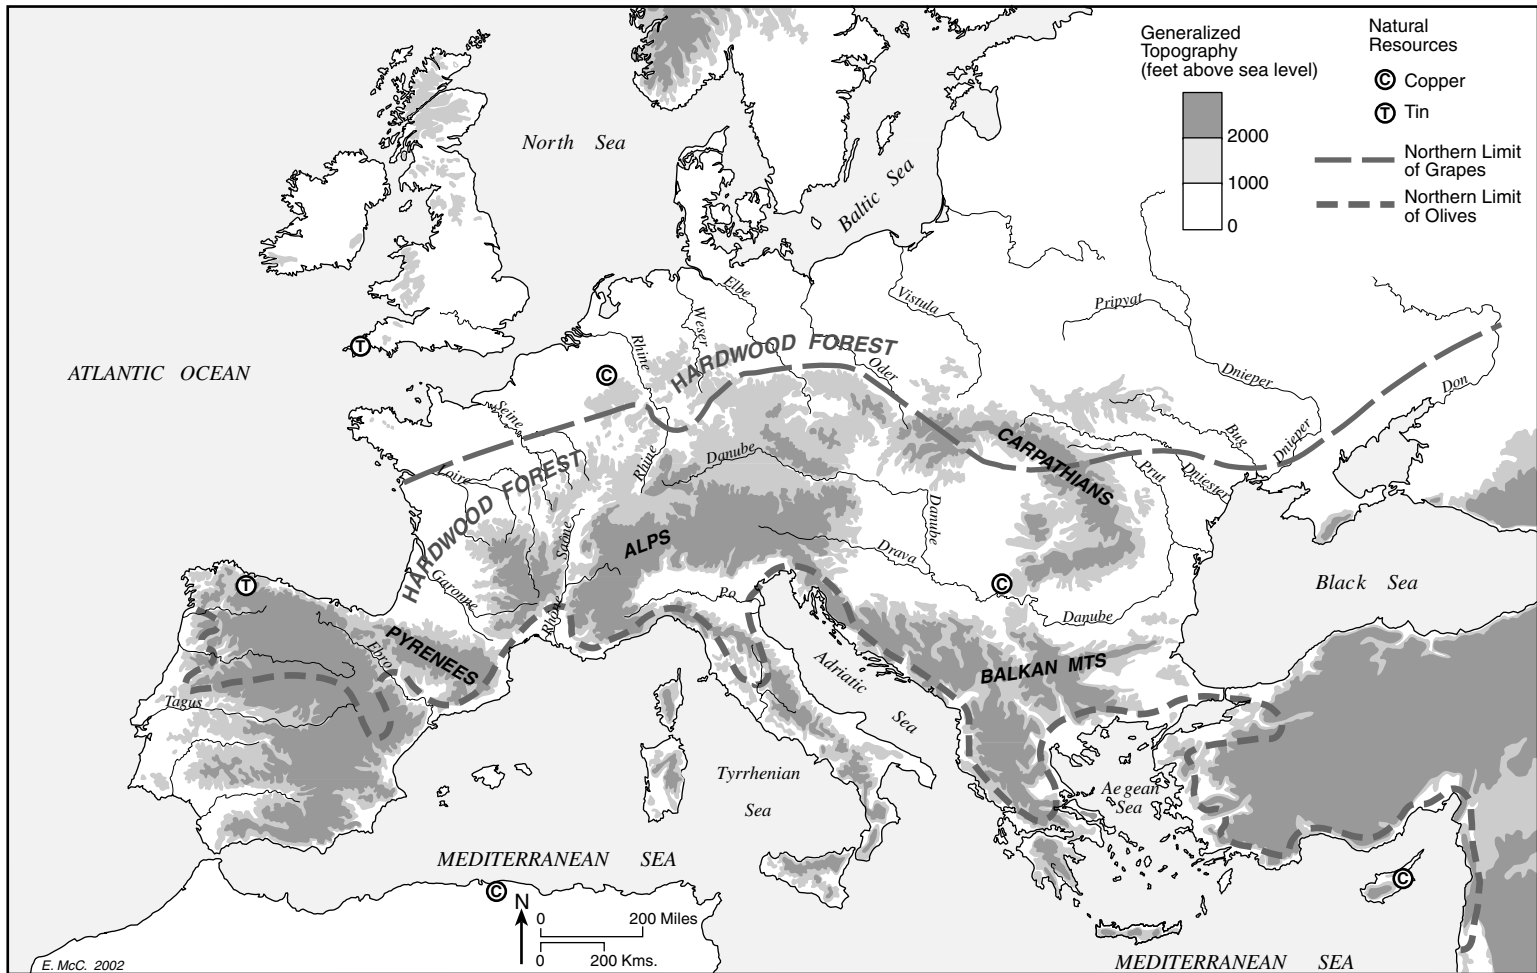 Generalized
Topography
(feet above sea level)
2000
1000
0
Natural
Resources
C Copper
T Tin
Northern Limit
of Grapes
Northern Limit
of Olives
North Sea
Baltic Sea
ATLANTIC OCEAN
T
C
Elbe
Weser
Rhine
HARDWOOD FOREST
Oder
Vistula
Pripyat
Dnieper
Don
Seine
Loire
HARDWOOD FOREST
Rhine
Danube
CARPATHIANS
Bug
Dnieper
Prut
Dniester
Saône
ALPS
Danube
Drava
C
Danube
Black Sea
T
Garonne
Rhône
Po
PYRENEES
Ebro
Tagus
Adriatic
Sea
BALKAN MTS
Tyrrhenian
Sea
Ae gean
Sea
MEDITERRANEAN SEA
C
C
N
0 200 Miles
0 200 Kms.
E. McC. 2002
MEDITERRANEAN SEA